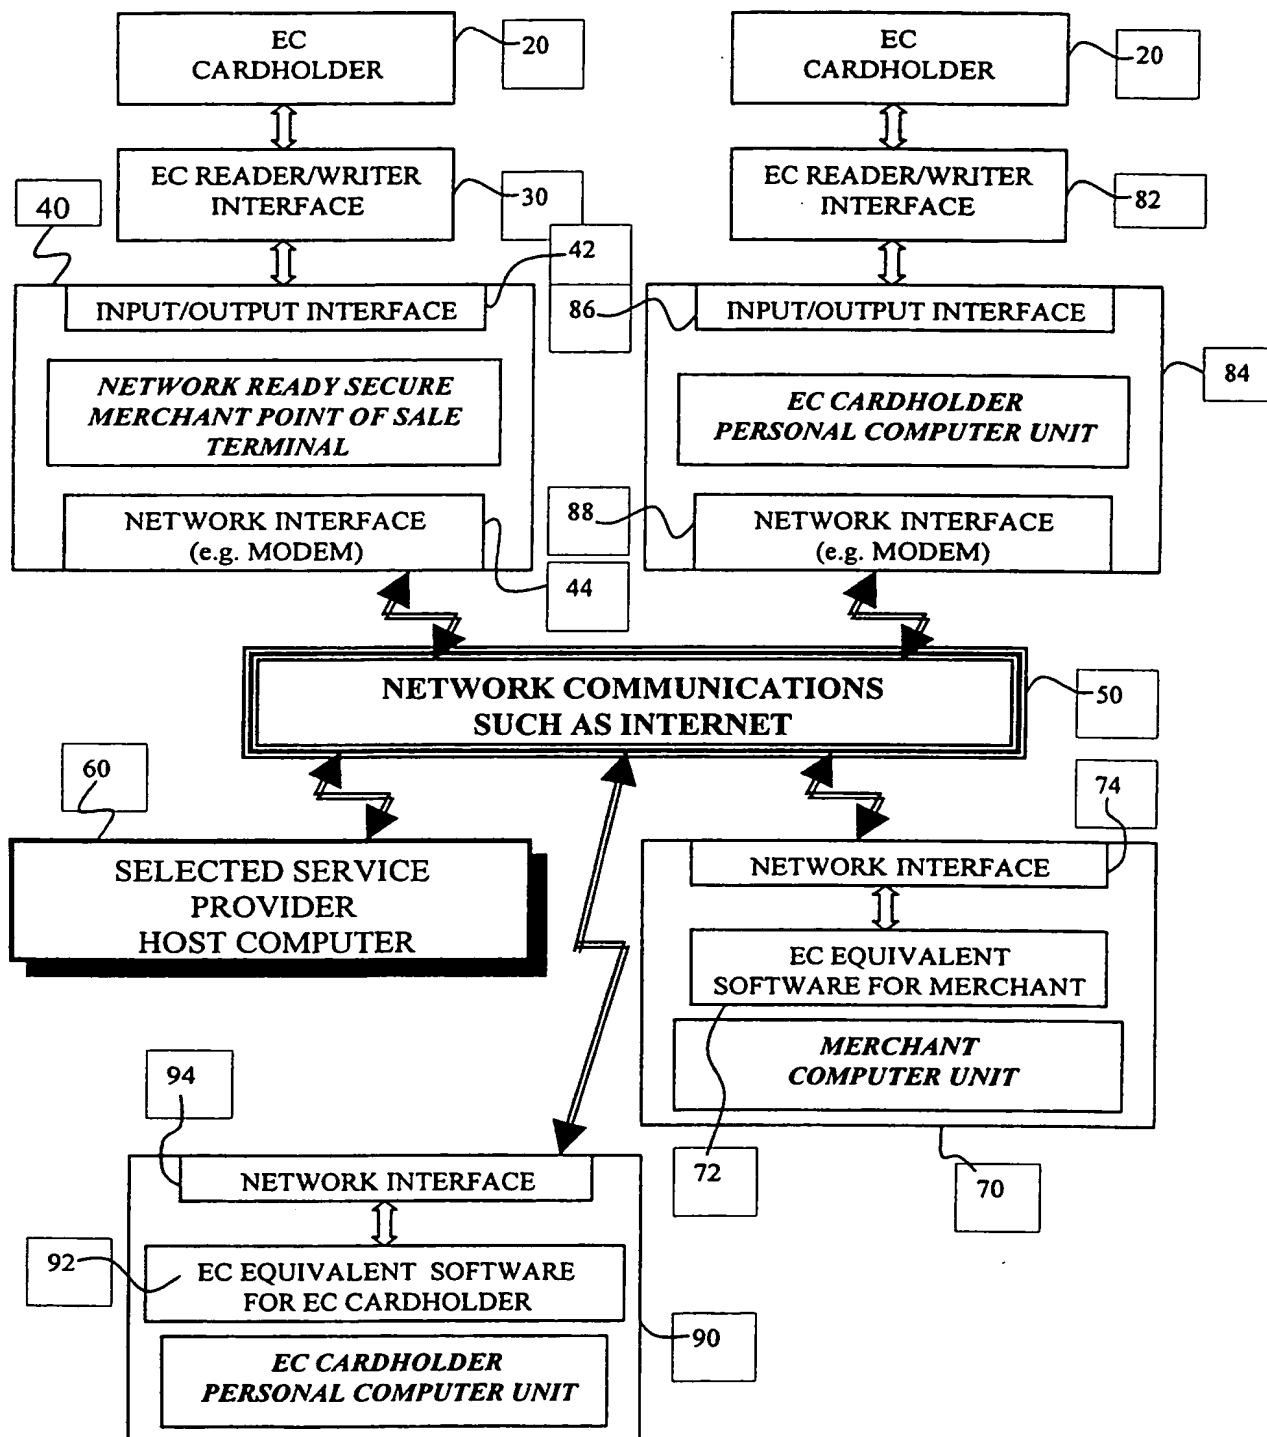 EC
CARDHOLDER
20
EC
CARDHOLDER
20
EC READER/WRITER
INTERFACE
30
EC READER/WRITER
INTERFACE
82
40
INPUT/OUTPUT INTERFACE
42
86
INPUT/OUTPUT INTERFACE
84
NETWORK READY SECURE
MERCHANT POINT OF SALE
TERMINAL
EC CARDHOLDER
PERSONAL COMPUTER UNIT
NETWORK INTERFACE
(e.g. MODEM)
44
88
NETWORK INTERFACE
(e.g. MODEM)
NETWORK COMMUNICATIONS
SUCH AS INTERNET
50
60
SELECTED SERVICE
PROVIDER
HOST COMPUTER
74
NETWORK INTERFACE
EC EQUIVALENT
SOFTWARE FOR MERCHANT
MERCHANT
COMPUTER UNIT
72
70
94
NETWORK INTERFACE
92
EC EQUIVALENT SOFTWARE
FOR EC CARDHOLDER
90
EC CARDHOLDER
PERSONAL COMPUTER UNIT